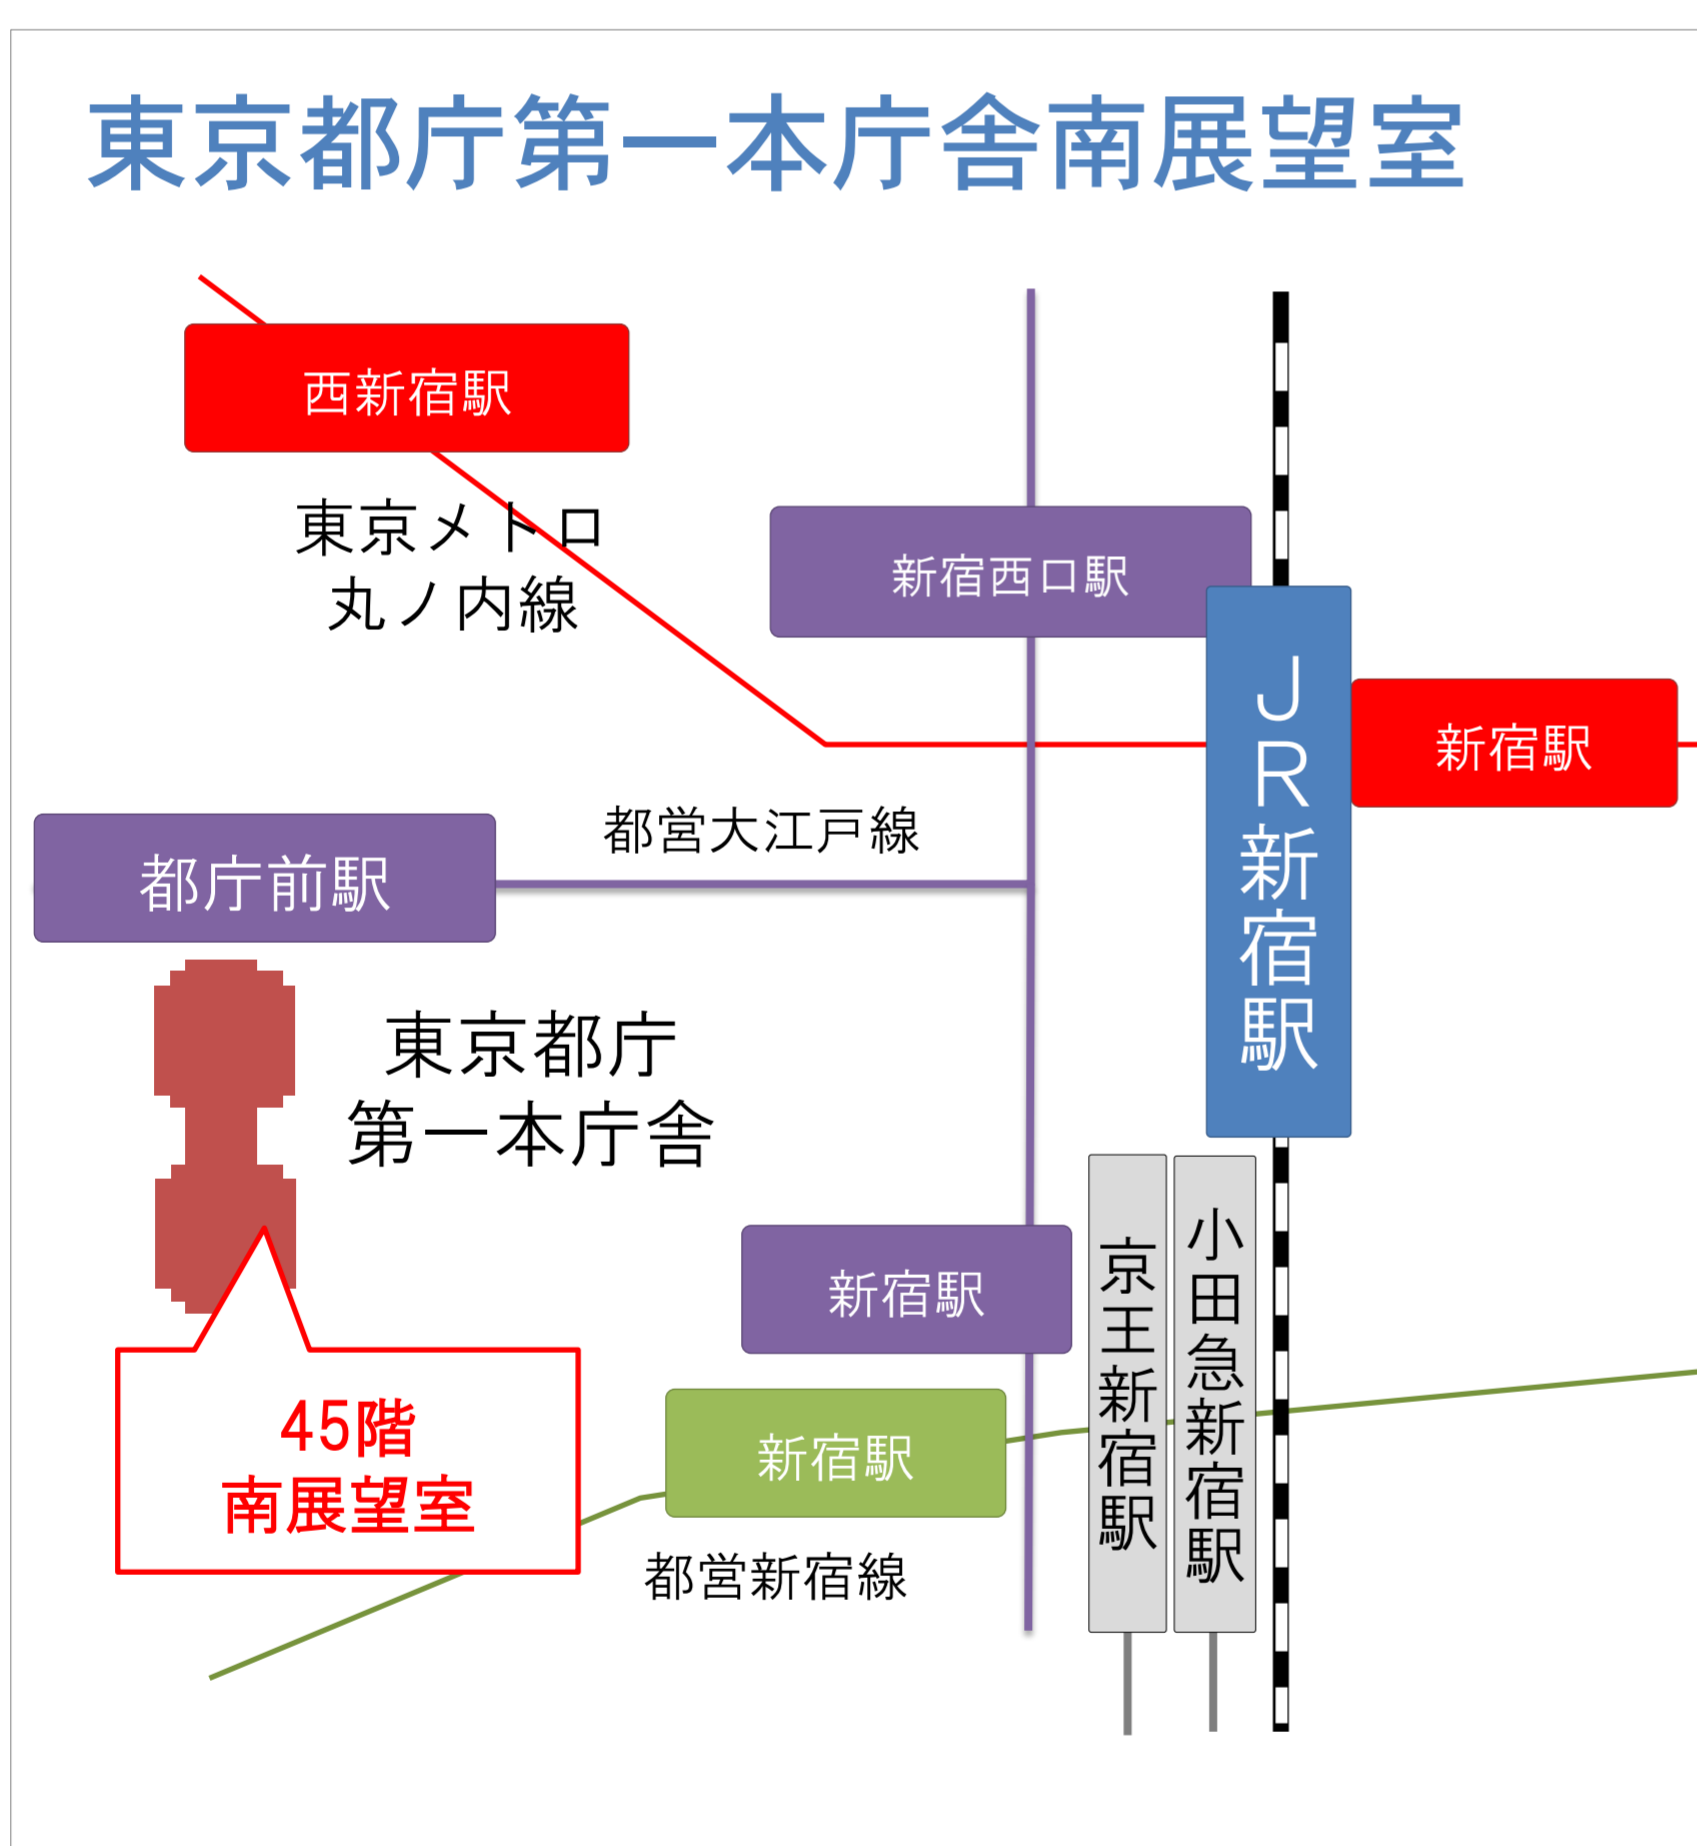 東京都庁第一本庁舎南展望室
西新宿駅
東京メトロ
丸ノ内線
新宿西口駅
JR新宿駅
新宿駅
都営大江戸線
都庁前駅
東京都庁
第一本庁舎
新宿駅
京王新宿駅
小田急新宿駅
45階
南展望室
新宿駅
都営新宿線